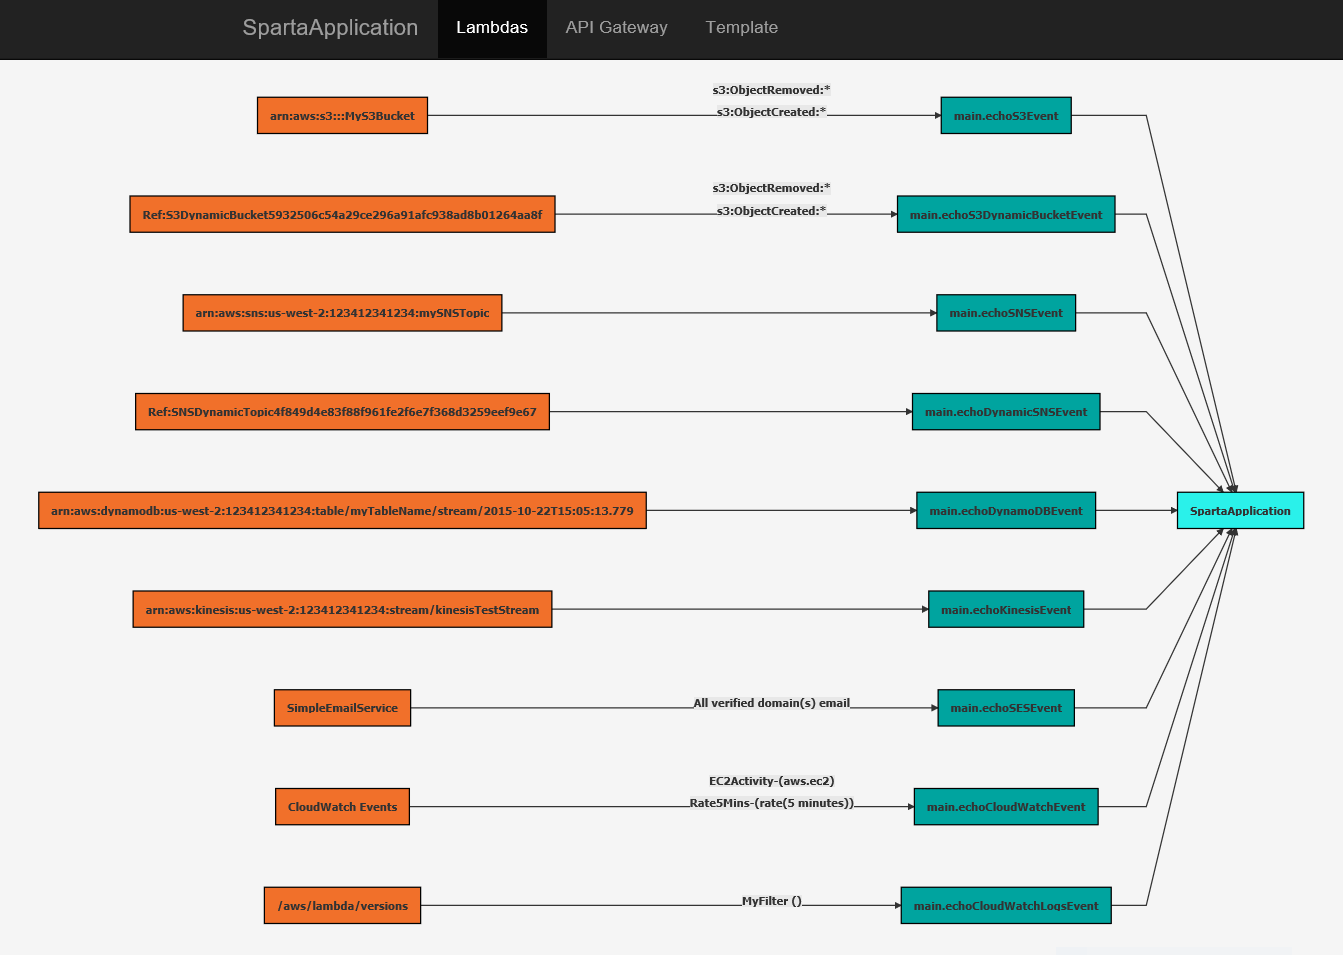 SpartaApplication Lambdas API Gateway Template
s3:ObjectRemoved:*
arn:aws:s3:::MyS3Bucket s3:ObjectCreated:* main.echoS3Event
s3:ObjectRemoved:*
Ref:S3DynamicBucket5932506c54a29ce296a91afc938ad8b01264aa8f s3:ObjectCreated:* main.echoS3DynamicBucketEvent
arn:aws:sns:us-west-2:123412341234:mySNSTopic main.echoSNSEvent
Ref:SNSDynamicTopic4f849d4e83f88f961fe2f6e7f368d3259eef9e67 main.echoDynamicSNSEvent
arn:aws:dynamodb:us-west-2:123412341234:table/myTableName/stream/2015-10-22T15:05:13.779 main.echoDynamoDBEvent SpartaApplication
arn:aws:kinesis:us-west-2:123412341234:stream/kinesisTestStream main.echoKinesisEvent
SimpleEmailService All verified domain(s) email main.echoSESEvent
EC2Activity-(aws.ec2)
CloudWatch Events Rate5Mins-(rate(5 minutes)) main.echoCloudWatchEvent
/aws/lambda/versions MyFilter () main.echoCloudWatchLogsEvent